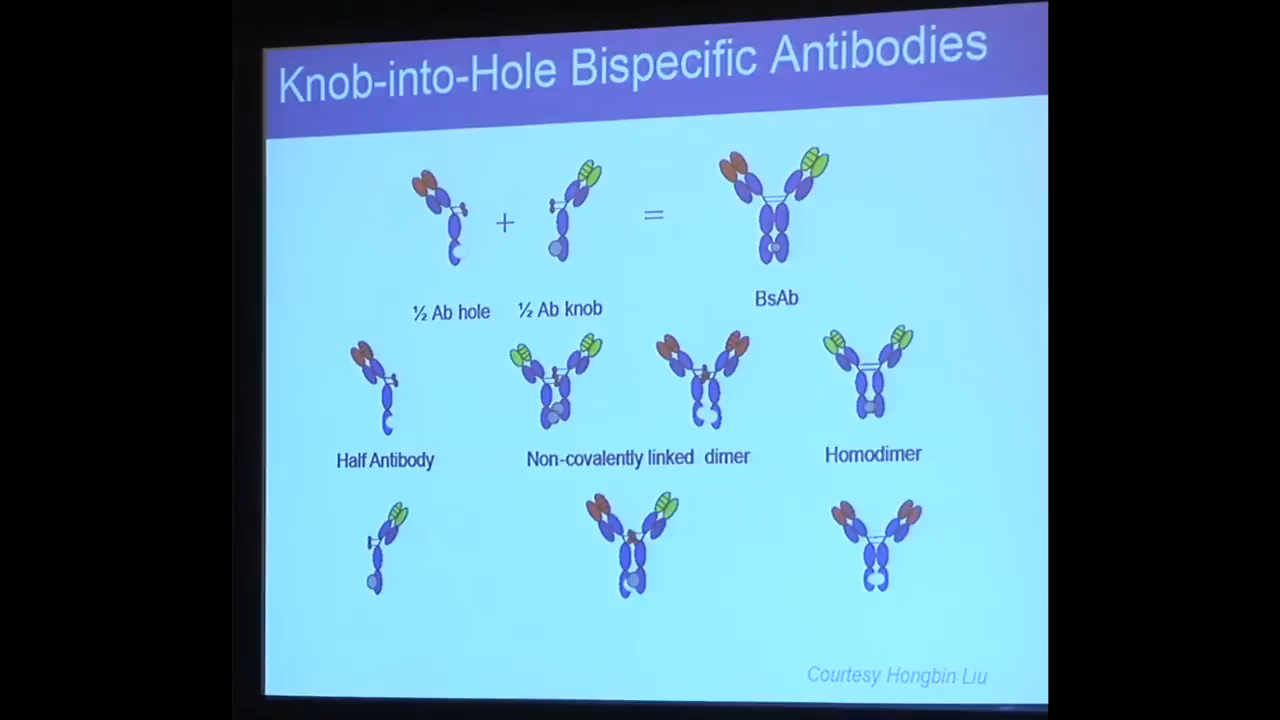 Knob-into-Hole Bispecific Antibodies
+
=
½ Ab hole
½ Ab knob
BsAb
Half Antibody
Non-covalently linked dimer
Homodimer
Courtesy Hongbin Liu